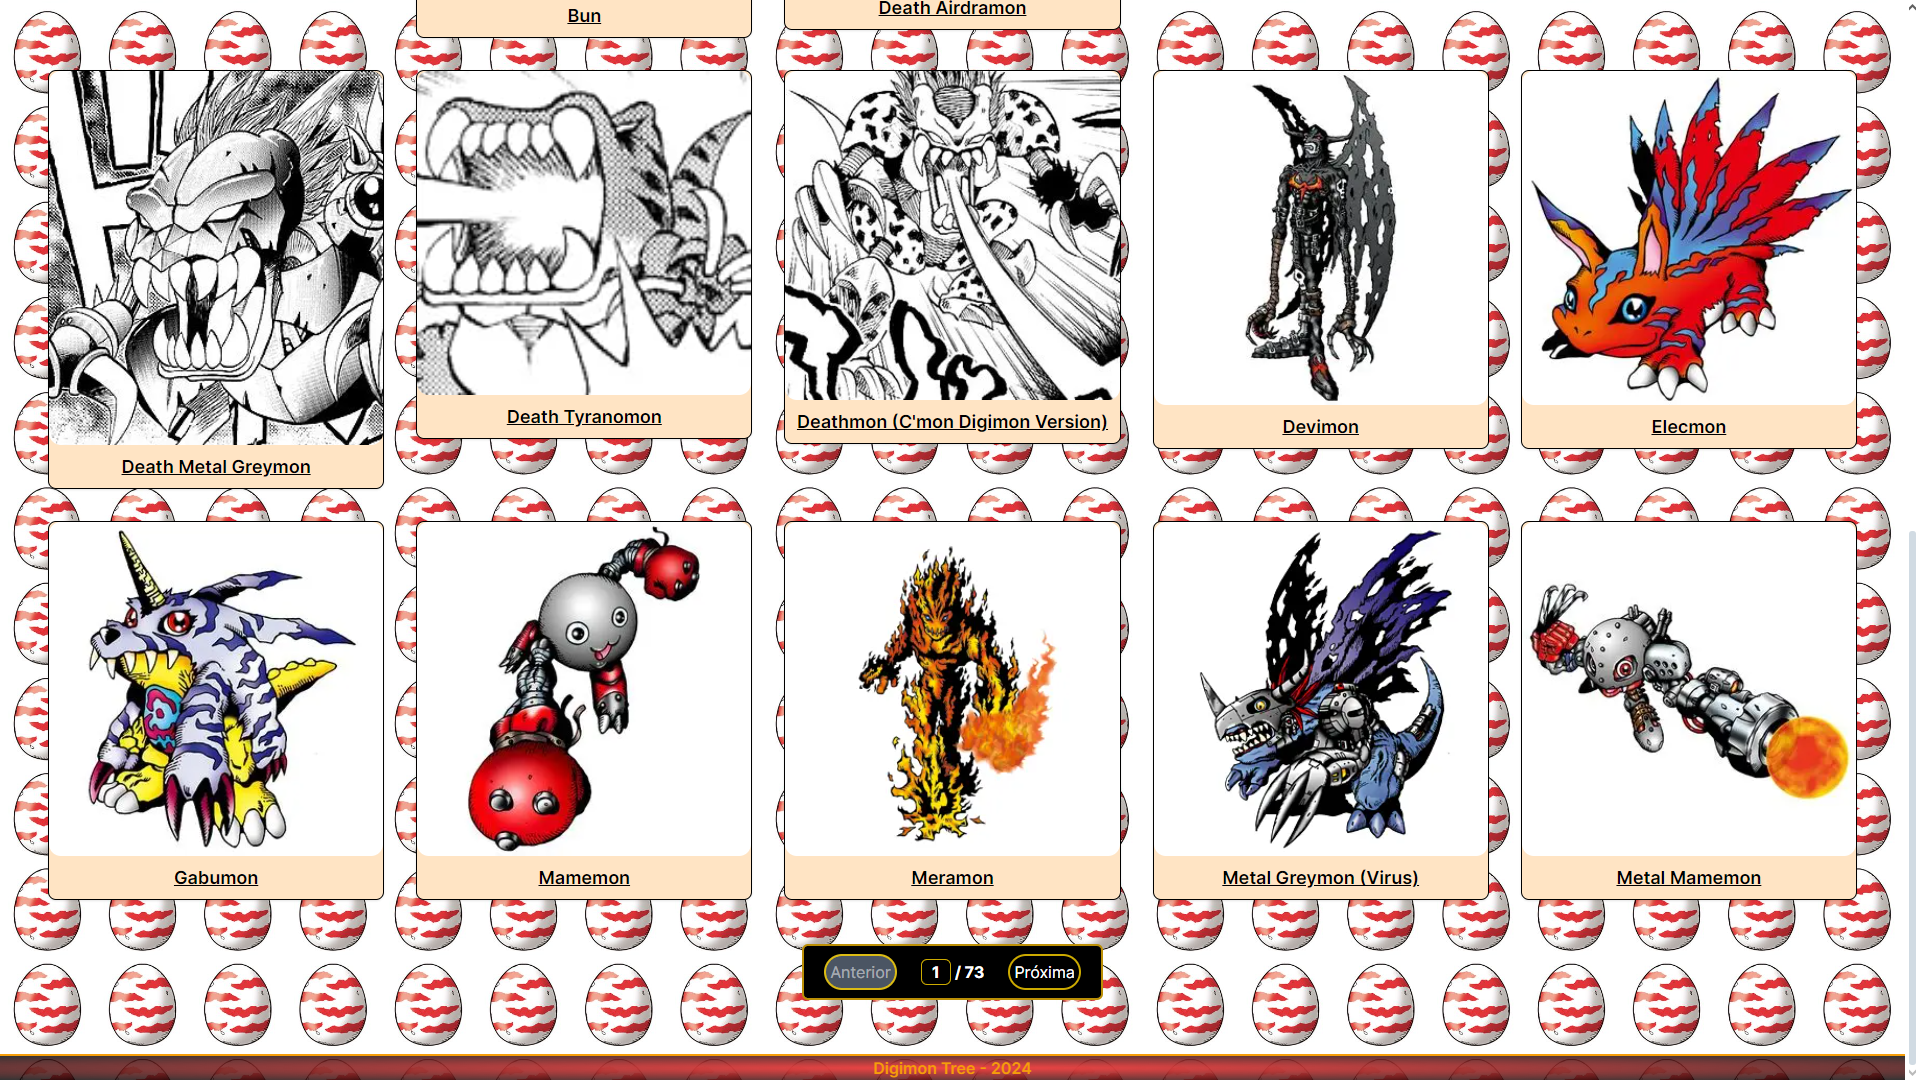 Bun
Death Airdramon
Death Metal Greymon
Death Tyranomon
Deathmon (C'mon Digimon Version)
Devimon
Elecmon
Gabumon
Mamemon
Meramon
Metal Greymon (Virus)
Metal Mamemon
Anterior 1 / 73 Próxima
Digimon Tree - 2024